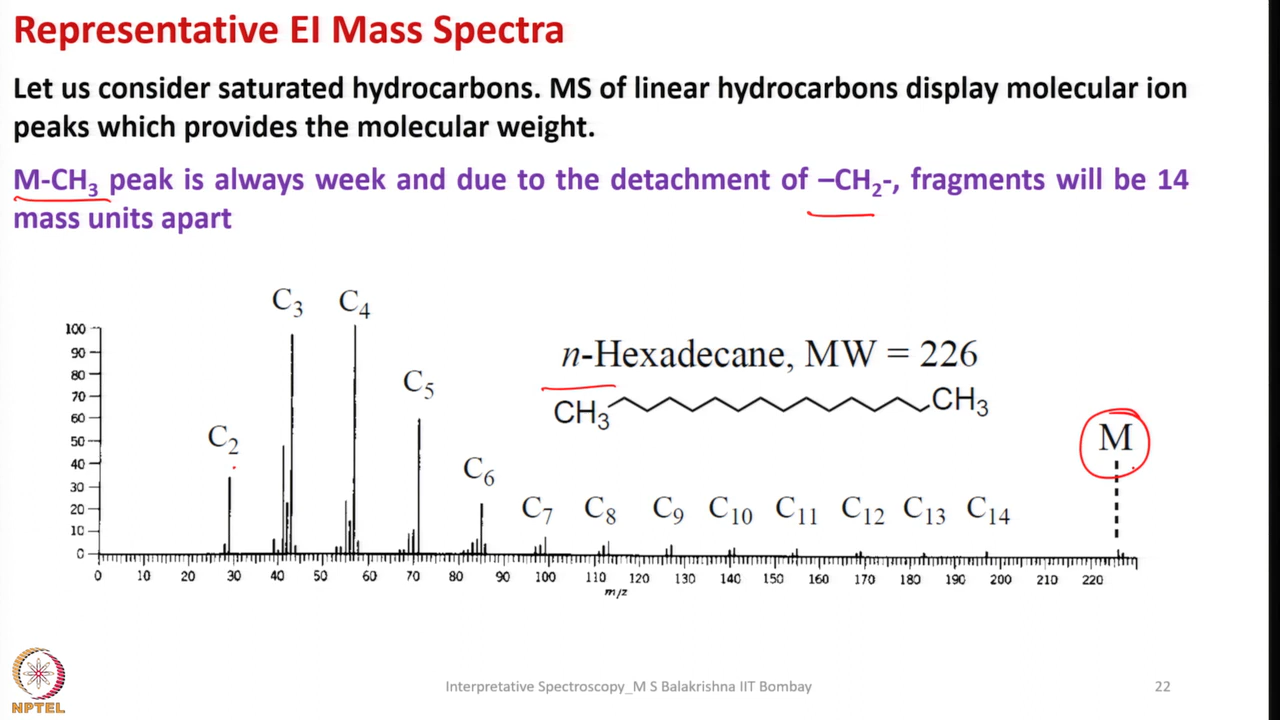 Representative EI Mass Spectra
Let us consider saturated hydrocarbons. MS of linear hydrocarbons display molecular ion
peaks which provides the molecular weight.
M-CH₃ peak is always week and due to the detachment of –CH₂-, fragments will be 14
mass units apart
C₃ C₄
n-Hexadecane, MW = 226
CH₃ CH₃
C₅
C₂
M
C₆
C₇ C₈ C₉ C₁₀ C₁₁ C₁₂ C₁₃ C₁₄
100
90
80
70
60
50
40
30
20
10
0
0 10 20 30 40 50 60 70 80 90 100 110 120 130 140 150 160 170 180 190 200 210 220
m/z
NPTEL
Interpretative Spectroscopy_M S Balakrishna IIT Bombay
22